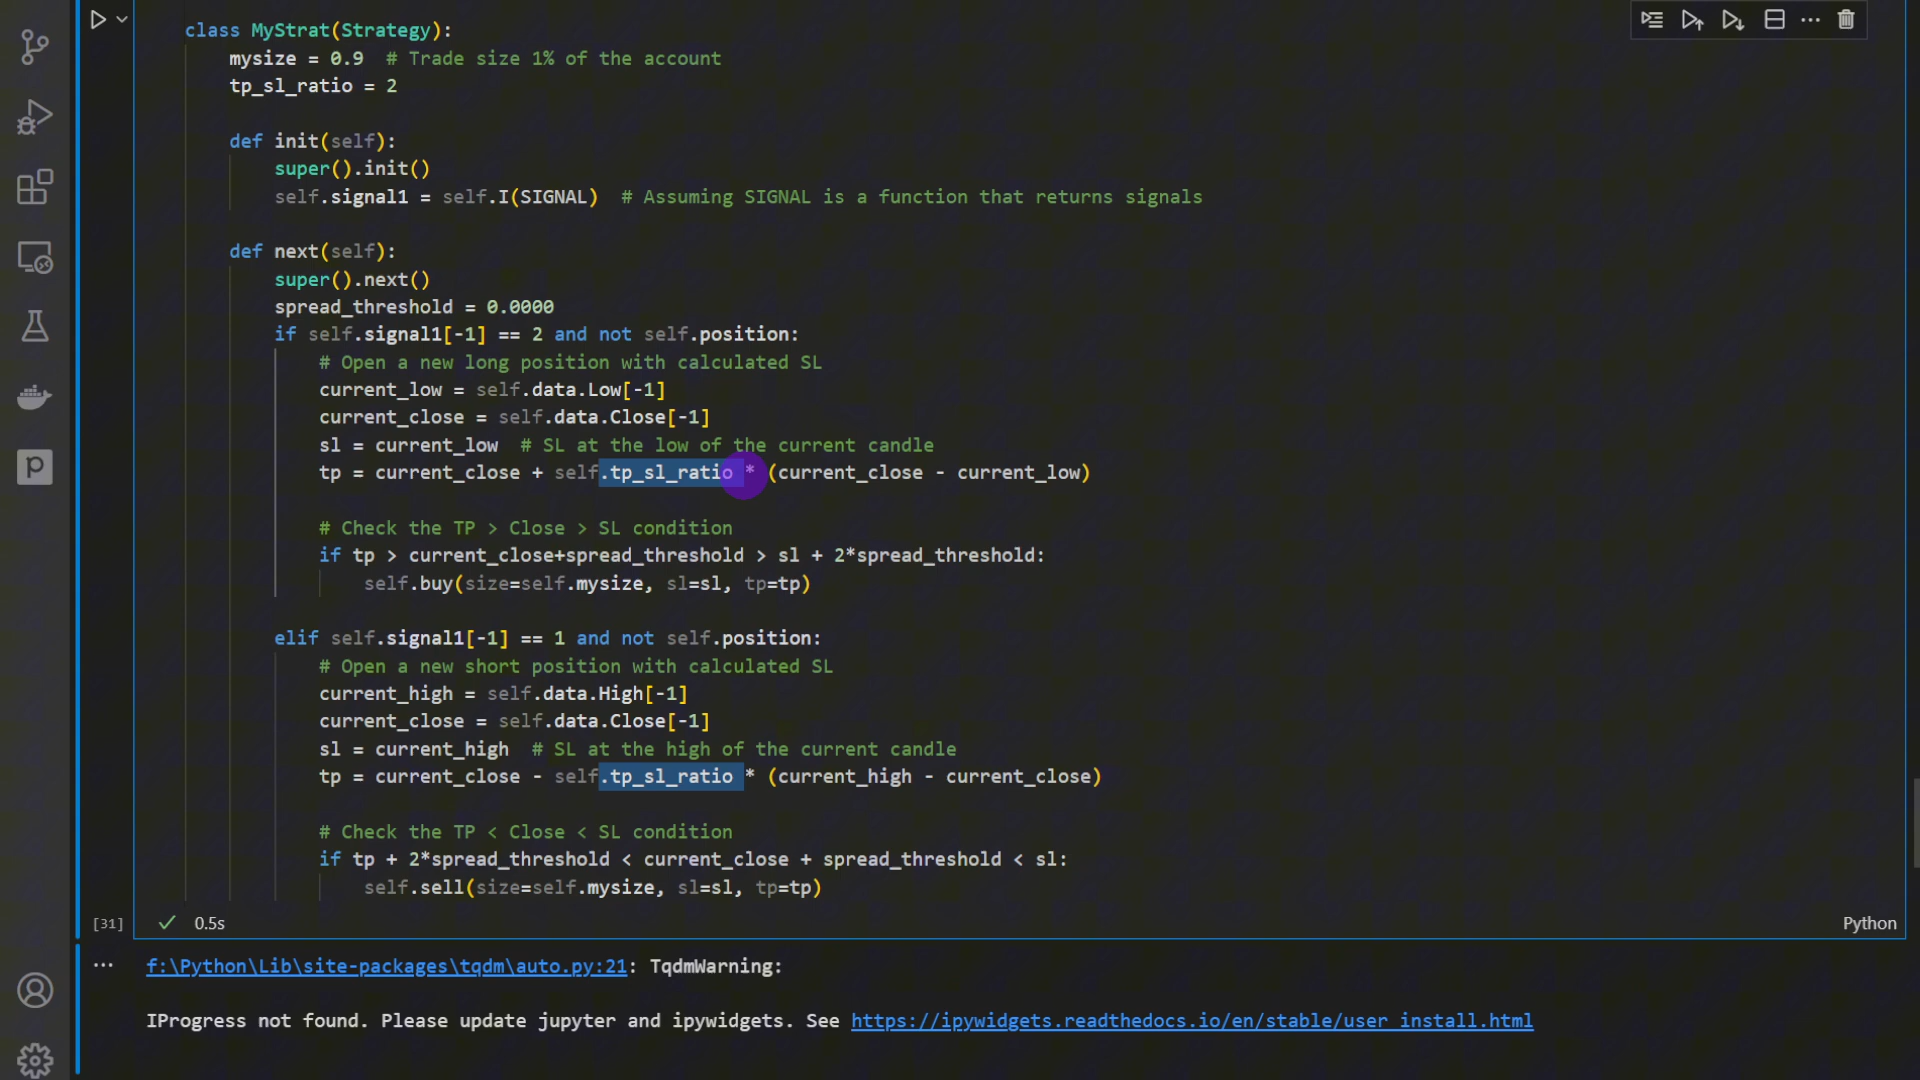 class MyStrat(Strategy):
    mysize = 0.9  # Trade size 1% of the account
    tp_sl_ratio = 2
    def init(self):
        super().init()
        self.signal1 = self.I(SIGNAL)  # Assuming SIGNAL is a function that returns signals
    def next(self):
        super().next()
        spread_threshold = 0.0000
        if self.signal1[-1] == 2 and not self.position:
            # Open a new long position with calculated SL
            current_low = self.data.Low[-1]
            current_close = self.data.Close[-1]
            sl = current_low  # SL at the low of the current candle
            tp = current_close + self.tp_sl_ratio * (current_close - current_low)
            # Check the TP > Close > SL condition
            if tp > current_close+spread_threshold > sl + 2*spread_threshold:
                self.buy(size=self.mysize, sl=sl, tp=tp)
        elif self.signal1[-1] == 1 and not self.position:
            # Open a new short position with calculated SL
            current_high = self.data.High[-1]
            current_close = self.data.Close[-1]
            sl = current_high  # SL at the high of the current candle
            tp = current_close - self.tp_sl_ratio * (current_high - current_close)
            # Check the TP < Close < SL condition
            if tp + 2*spread_threshold < current_close + spread_threshold < sl:
                self.sell(size=self.mysize, sl=sl, tp=tp)
[31] 0.5s Python
f:\Python\Lib\site-packages\tqdm\auto.py:21: TqdmWarning:
IProgress not found. Please update jupyter and ipywidgets. See https://ipywidgets.readthedocs.io/en/stable/user_install.html